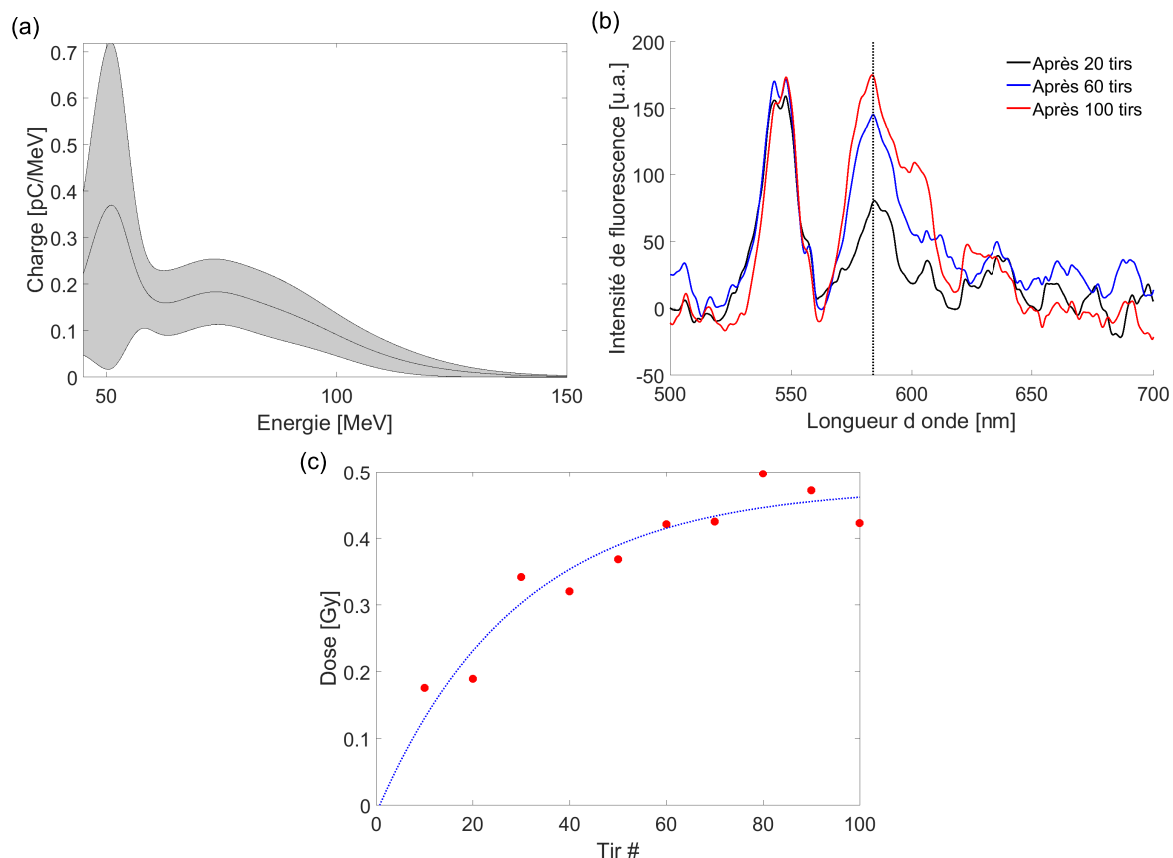 (a)
0.7
0.6
0.5
0.4
0.3
0.2
0.1
0
Charge [pC/MeV]
50
100
150
Energie [MeV]
(b)
200
150
100
50
0
-50
Intensité de fluorescence [u.a.]
Après 20 tirs
Après 60 tirs
Après 100 tirs
500
550
600
650
700
Longueur d onde [nm]
(c)
0.5
0.4
0.3
0.2
0.1
0
Dose [Gy]
0
20
40
60
80
100
Tir #